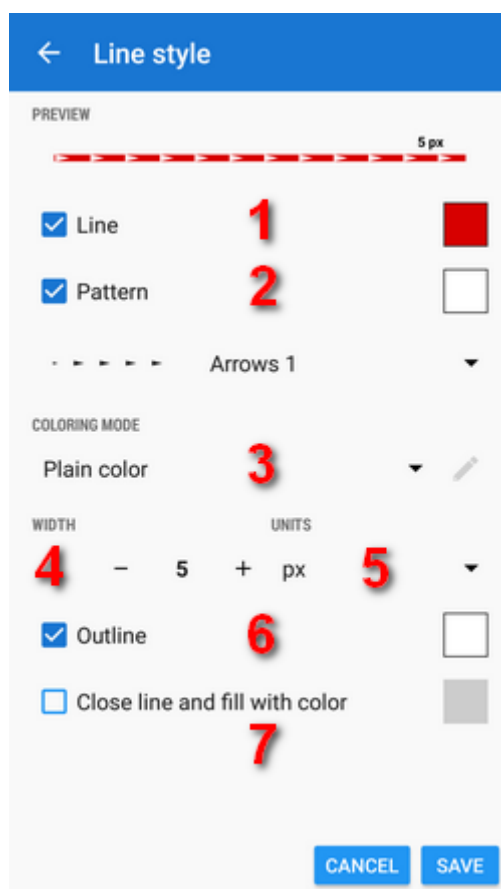 Line style
PREVIEW
5 px
Line 1
Pattern 2
Arrows 1
COLORING MODE
Plain color 3
WIDTH UNITS
4 − 5 + px 5
Outline 6
Close line and fill with color
7
CANCEL SAVE